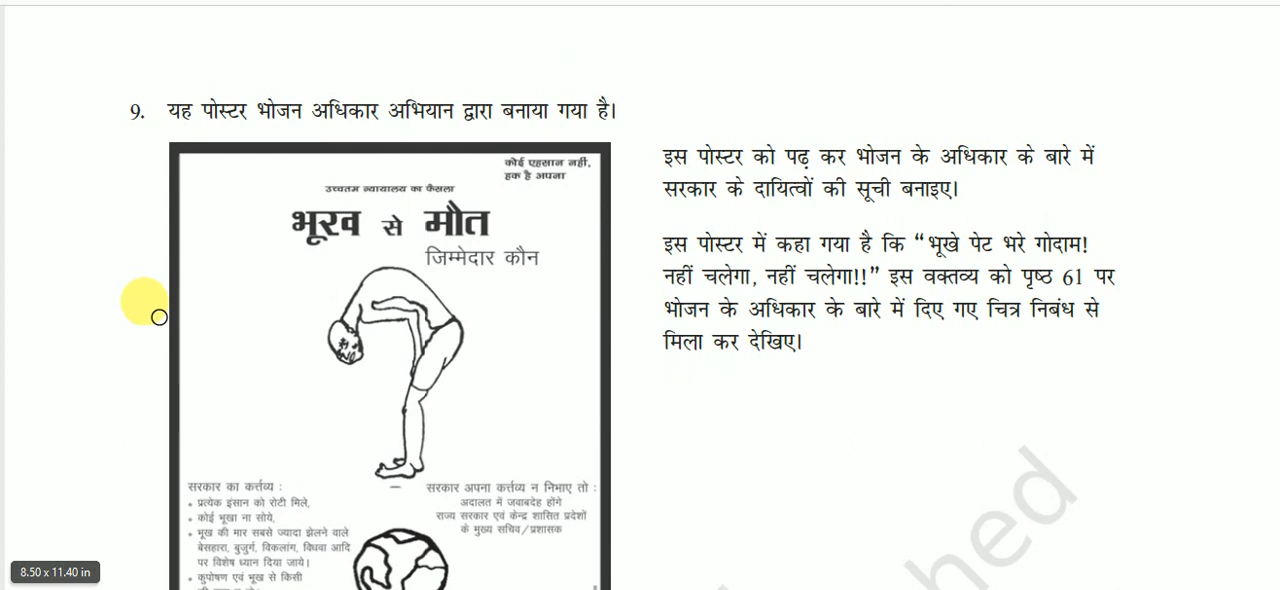 9. यह पोस्टर भोजन अधिकार अभियान द्वारा बनाया गया है।
कोई एहसान नहीं,
हक है अपना
उच्चतम न्यायालय का फैसला
भूख से मौत
जिम्मेदार कौन
सरकार का कर्त्तव्य :
• प्रत्येक इंसान को रोटी मिले,
• कोई भूखा ना सोये,
• भूख की मार सबसे ज्यादा झेलने वाले
बेसहारा, बुजुर्ग, विकलांग, विधवा आदि
पर विशेष ध्यान दिया जाये।
• कुपोषण एवं भूख से किसी
सरकार अपना कर्त्तव्य न निभाए तो :
अदालत में जवाबदेह होंगे
राज्य सरकार एवं केन्द्र शासित प्रदेशों
के मुख्य सचिव/प्रशासक
इस पोस्टर को पढ़ कर भोजन के अधिकार के बारे में
सरकार के दायित्वों की सूची बनाइए।
इस पोस्टर में कहा गया है कि “भूखे पेट भरे गोदाम!
नहीं चलेगा, नहीं चलेगा!!” इस वक्तव्य को पृष्ठ 61 पर
भोजन के अधिकार के बारे में दिए गए चित्र निबंध से
मिला कर देखिए।
8.50 x 11.40 in